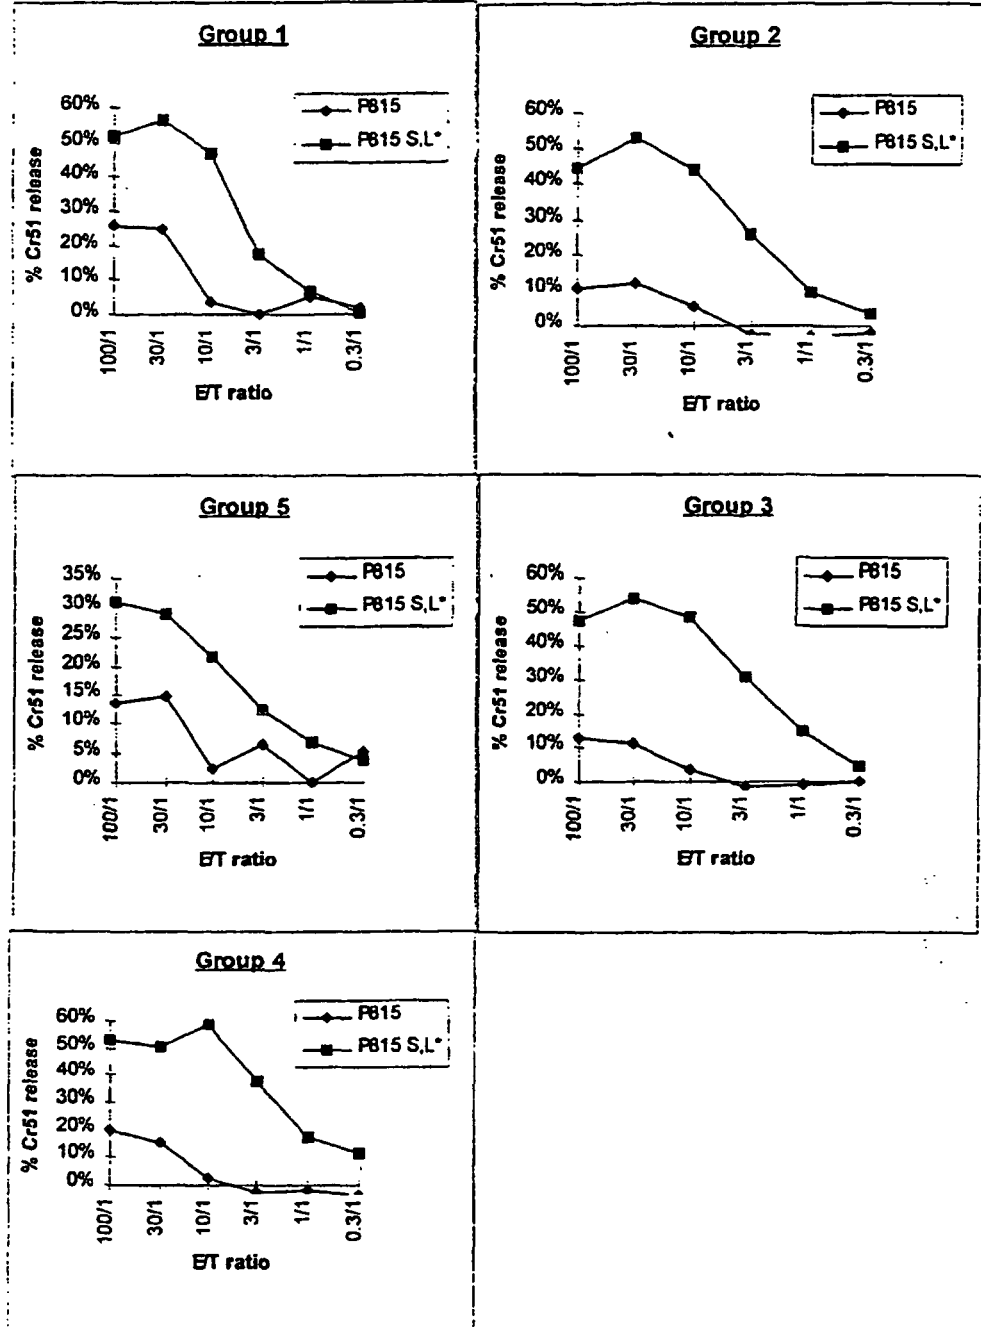 Group 1
60%
50%
40%
30%
20%
10%
0%
% Cr51 release
P815
P815 S,L*
100/1
30/1
10/1
3/1
1/1
0.3/1
E/T ratio
Group 2
60%
50%
40%
30%
20%
10%
0%
% Cr51 release
P815
P815 S,L*
100/1
30/1
10/1
3/1
1/1
0.3/1
E/T ratio
Group 5
35%
30%
25%
20%
15%
10%
5%
0%
% Cr51 release
P815
P815 S,L*
100/1
30/1
10/1
3/1
1/1
0.3/1
E/T ratio
Group 3
60%
50%
40%
30%
20%
10%
0%
% Cr51 release
P815
P815 S,L*
100/1
30/1
10/1
3/1
1/1
0.3/1
E/T ratio
Group 4
60%
50%
40%
30%
20%
10%
0%
% Cr51 release
P815
P815 S,L*
100/1
30/1
10/1
3/1
1/1
0.3/1
E/T ratio